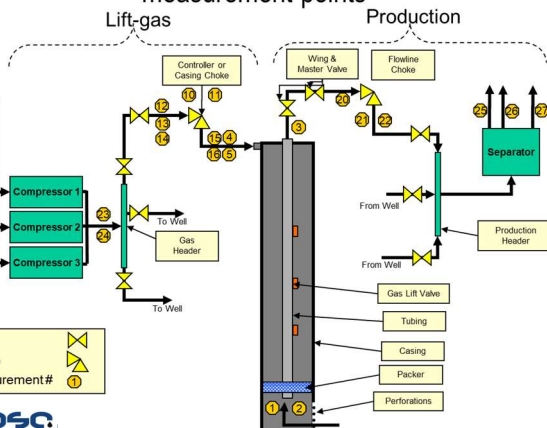 measurement points
Lift-gas
Production
Controller or
Casing Choke
Wing &
Master Valve
Flowline
Choke
10 11
12
13
14
15 4
16 5
3
20
21 22
25 26 27
Separator
Compressor 1
Compressor 2
Compressor 3
23
24
To Well
From Well
Gas
Header
Production
Header
From Well
To Well
Gas Lift Valve
Tubing
Casing
Packer
Perforations
1 2
urement # 1